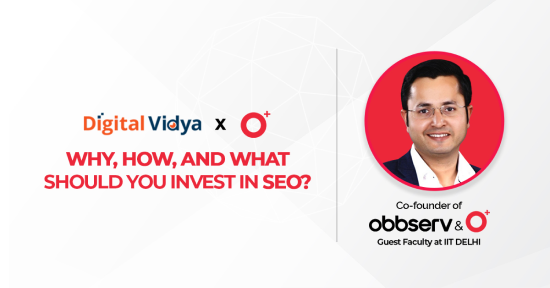 Digital Vidya x O+
WHY, HOW, AND WHAT
SHOULD YOU INVEST IN SEO?
Co-founder of
obbserv & O+
Guest Faculty at IIT DELHI